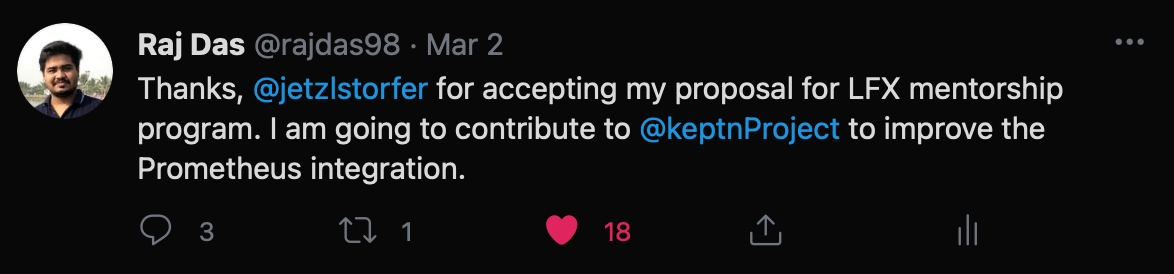 Raj Das @rajdas98 · Mar 2
Thanks, @jetzlstorfer for accepting my proposal for LFX mentorship
program. I am going to contribute to @keptnProject to improve the
Prometheus integration.
3 1 18